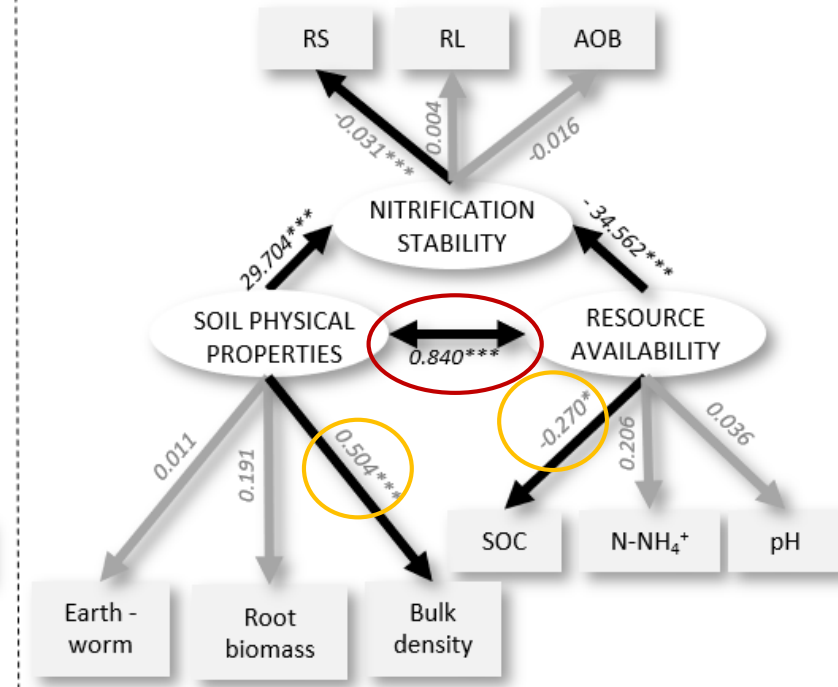 RS
RL
AOB
-0.031***
0.004
-0.016
NITRIFICATION
STABILITY
29.704***
- 34.562***
SOIL PHYSICAL
PROPERTIES
0.840***
RESOURCE
AVAILABILITY
0.011
0.191
0.504***
-0.270*
0.206
0.036
SOC
N-NH₄⁺
pH
Earth -
worm
Root
biomass
Bulk
density